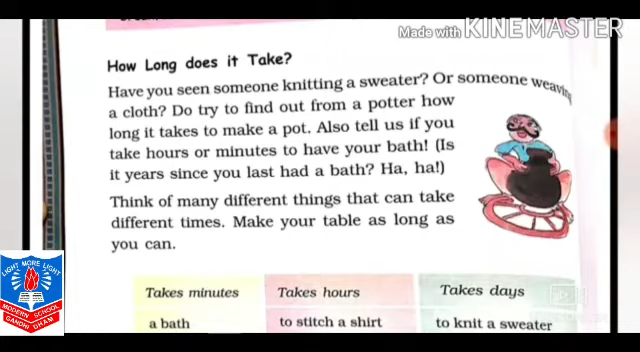 Made with KINEMASTER
How Long does it Take?
Have you seen someone knitting a sweater? Or someone weaving
a cloth? Do try to find out from a potter how
long it takes to make a pot. Also tell us if you
take hours or minutes to have your bath! (Is
it years since you last had a bath? Ha, ha!)
Think of many different things that can take
different times. Make your table as long as
you can.
Takes minutes Takes hours Takes days
a bath to stitch a shirt to knit a sweater
LIGHT MORE LIGHT
MODERN SCHOOL
GANDHI DHAM